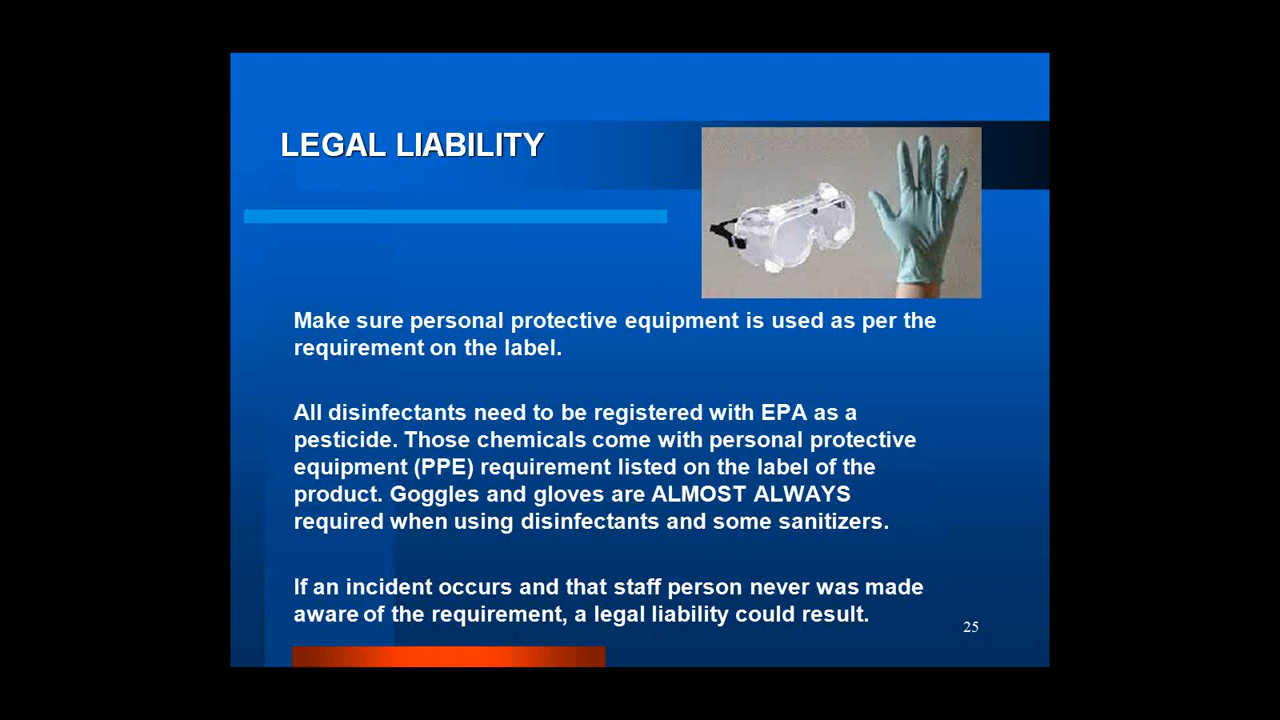 LEGAL LIABILITY
Make sure personal protective equipment is used as per the
requirement on the label.
All disinfectants need to be registered with EPA as a
pesticide. Those chemicals come with personal protective
equipment (PPE) requirement listed on the label of the
product. Goggles and gloves are ALMOST ALWAYS
required when using disinfectants and some sanitizers.
If an incident occurs and that staff person never was made
aware of the requirement, a legal liability could result.
25